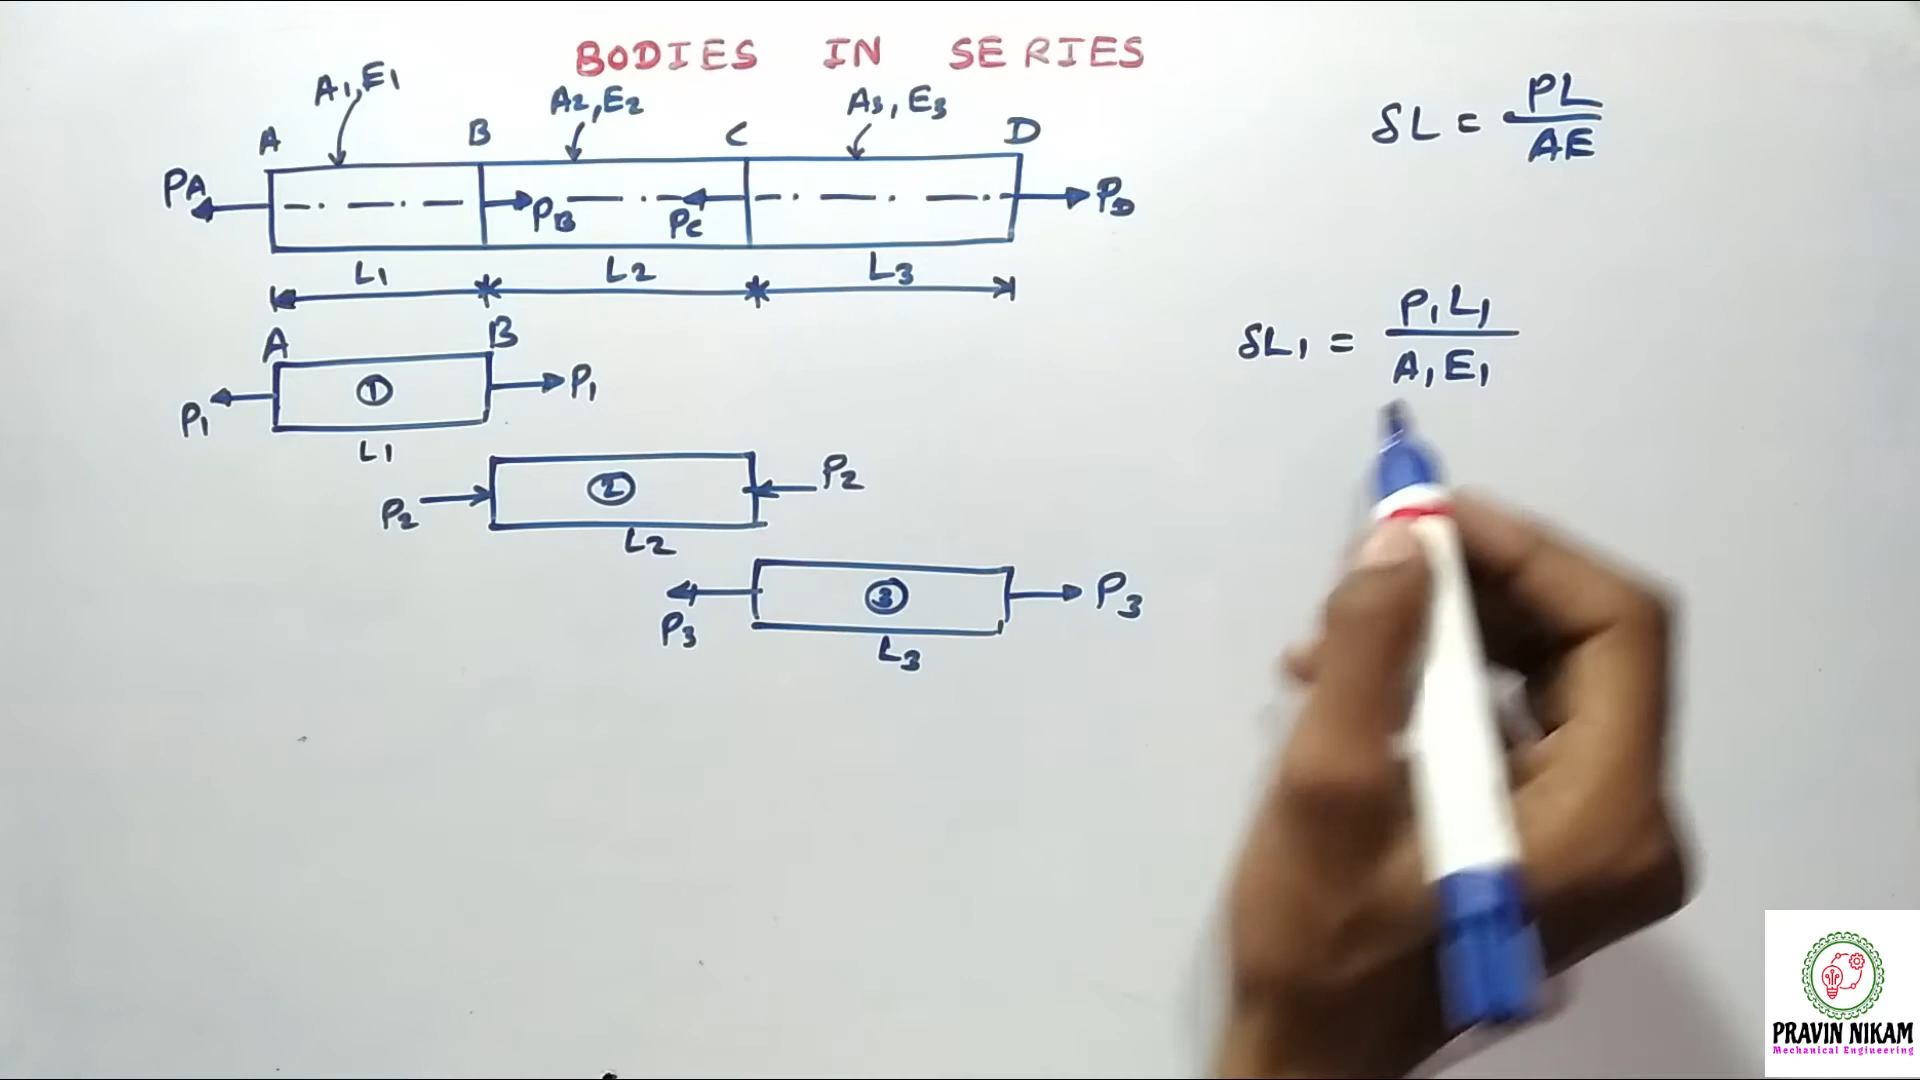 BODIES IN SERIES
A1,E1
A2,E2
A3,E3
A B C D
PA
PB
PC
PD
L1 L2 L3
A B
P1 ① P1
L1
P2 ② P2
L2
P3 ③ P3
L3
δL = PL
AE
δL1 = P1L1
A1E1
PRAVIN NIKAM
Mechanical Engineering